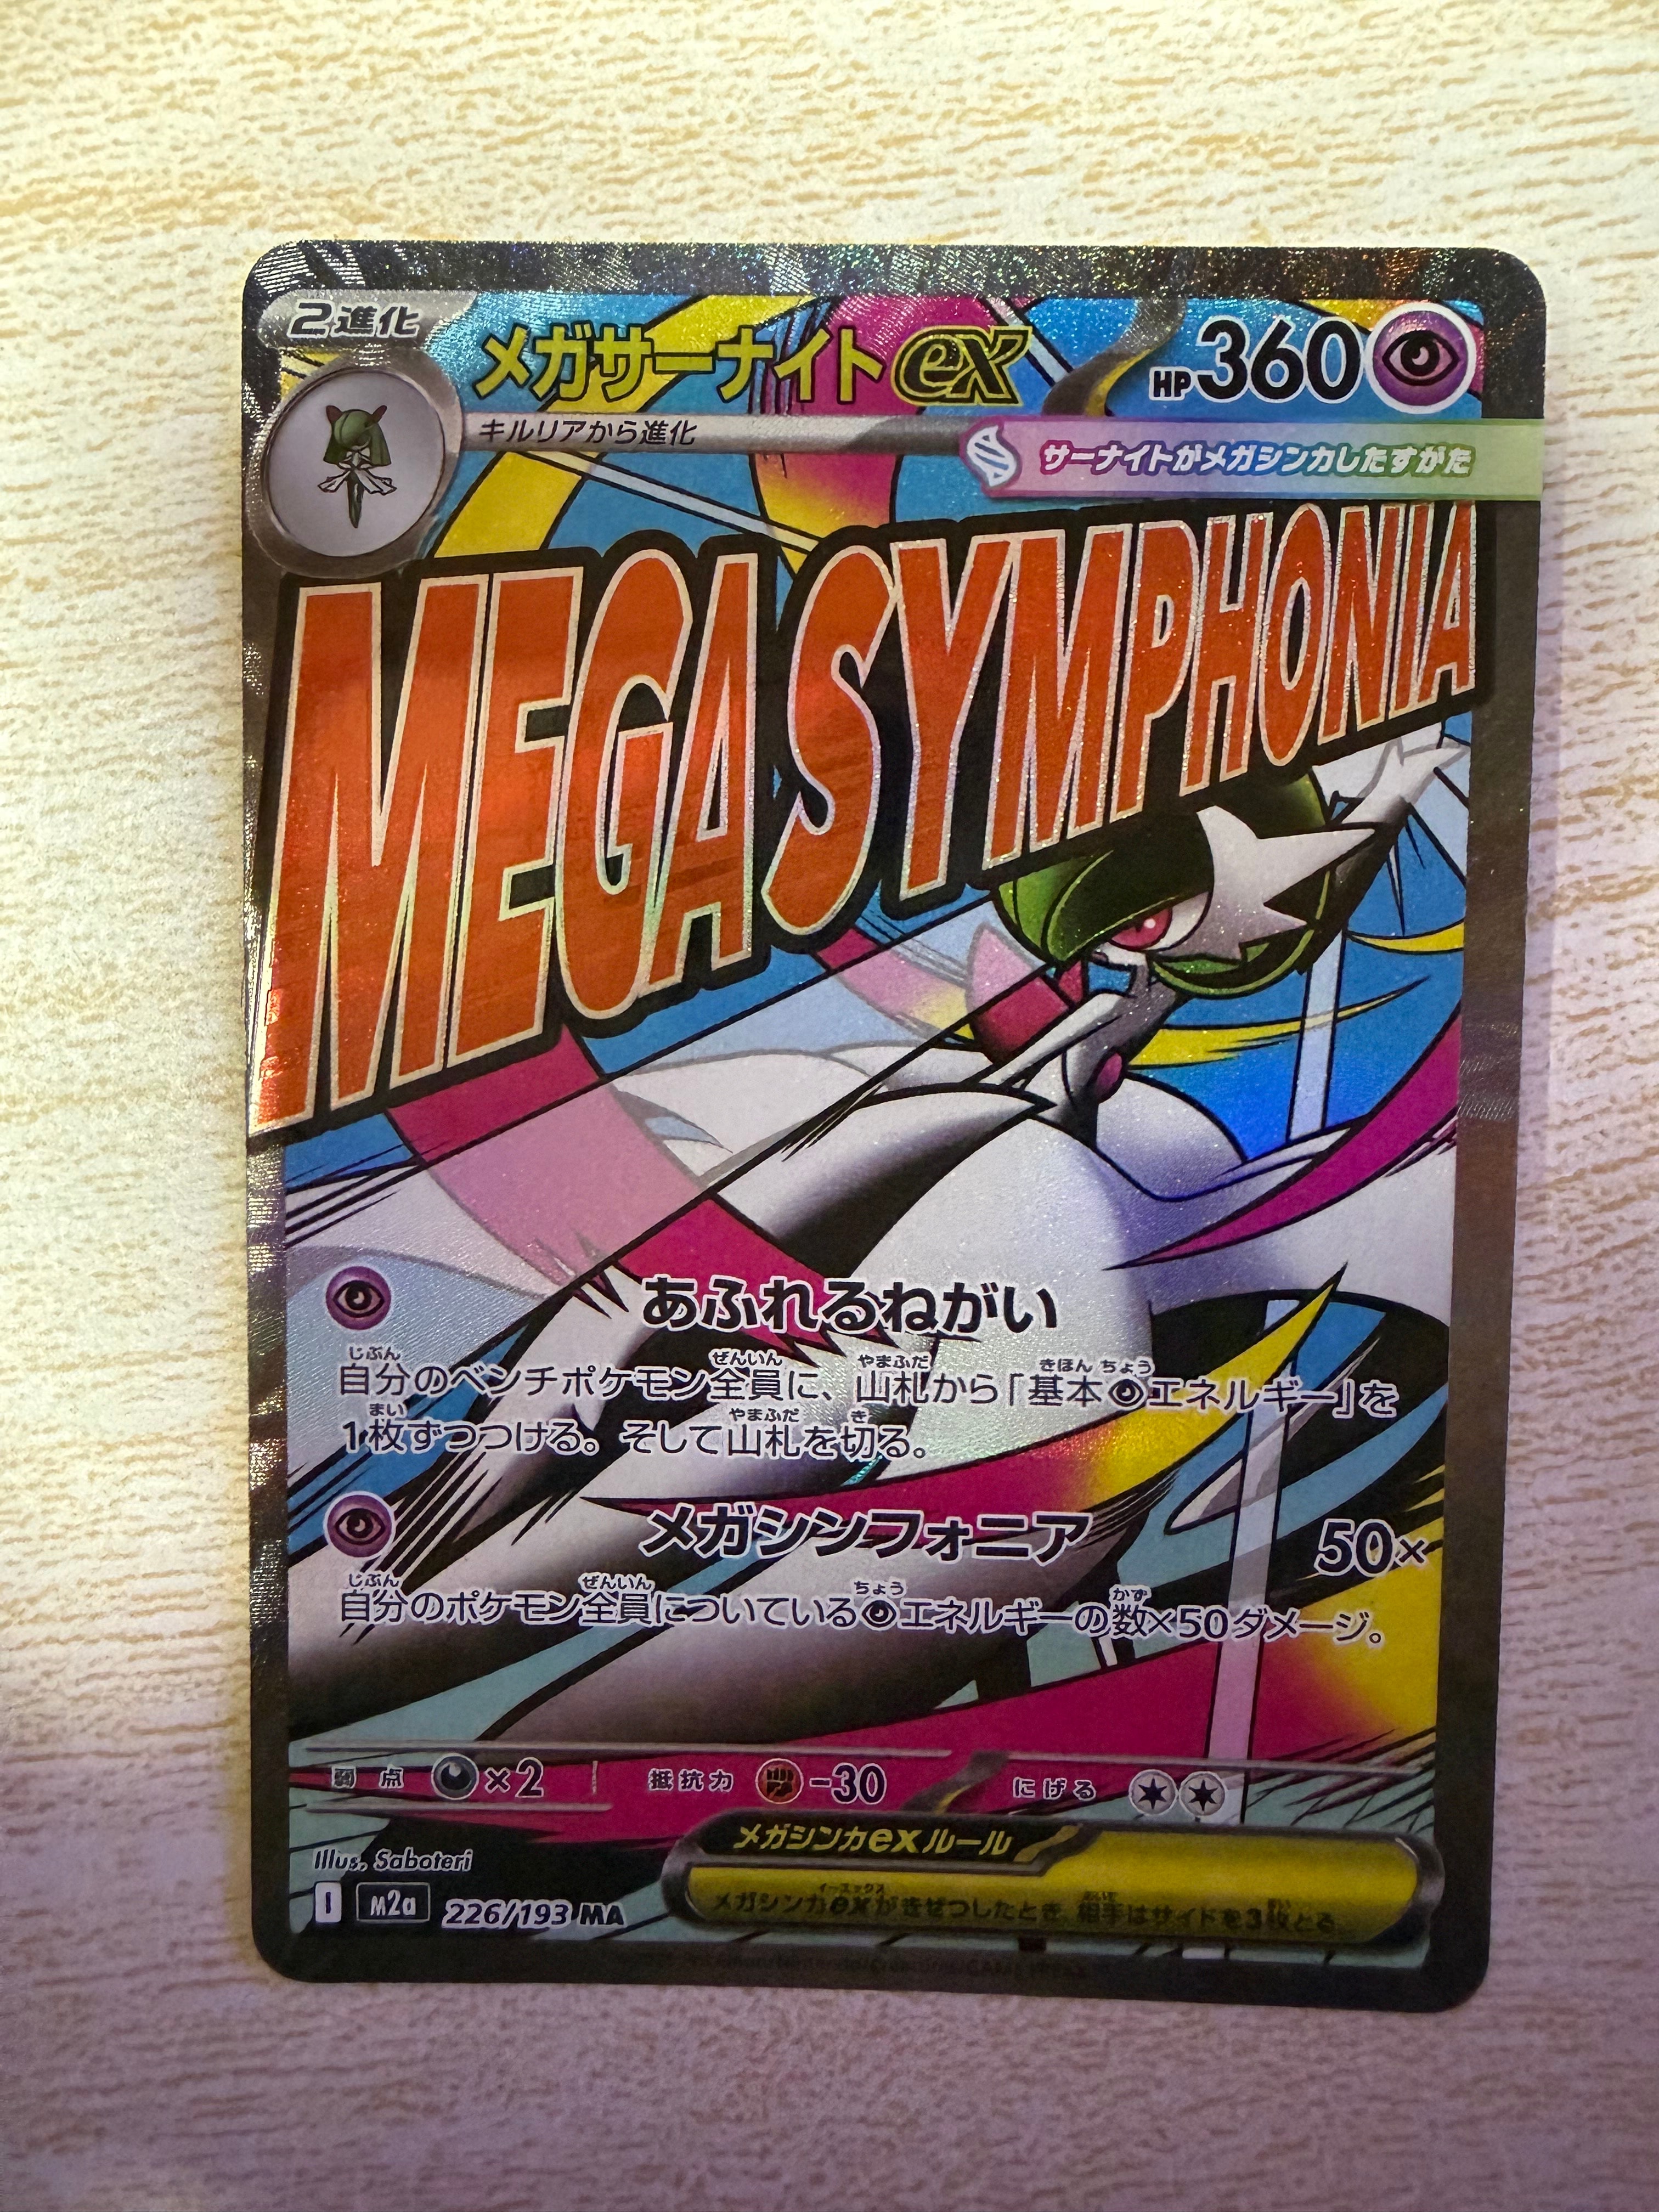 2進化
メガサーナイトex
HP360
キルリアから進化
サーナイトがメガシンカしたすがた
MEGA SYMPHONIA
あふれるねがい
自分のベンチポケモン全員に、山札から「基本エネルギー」を
1枚ずつつける。そして山札を切る。
メガシンフォニア 50×
自分のポケモン全員についているエネルギーの数×50ダメージ。
弱点 ×2 抵抗力 -30 にげる
メガシンカexルール
メガシンカexがきぜつしたとき、相手はサイドを3枚とる。
Illus. Saboteri
I M2a 226/193 MA